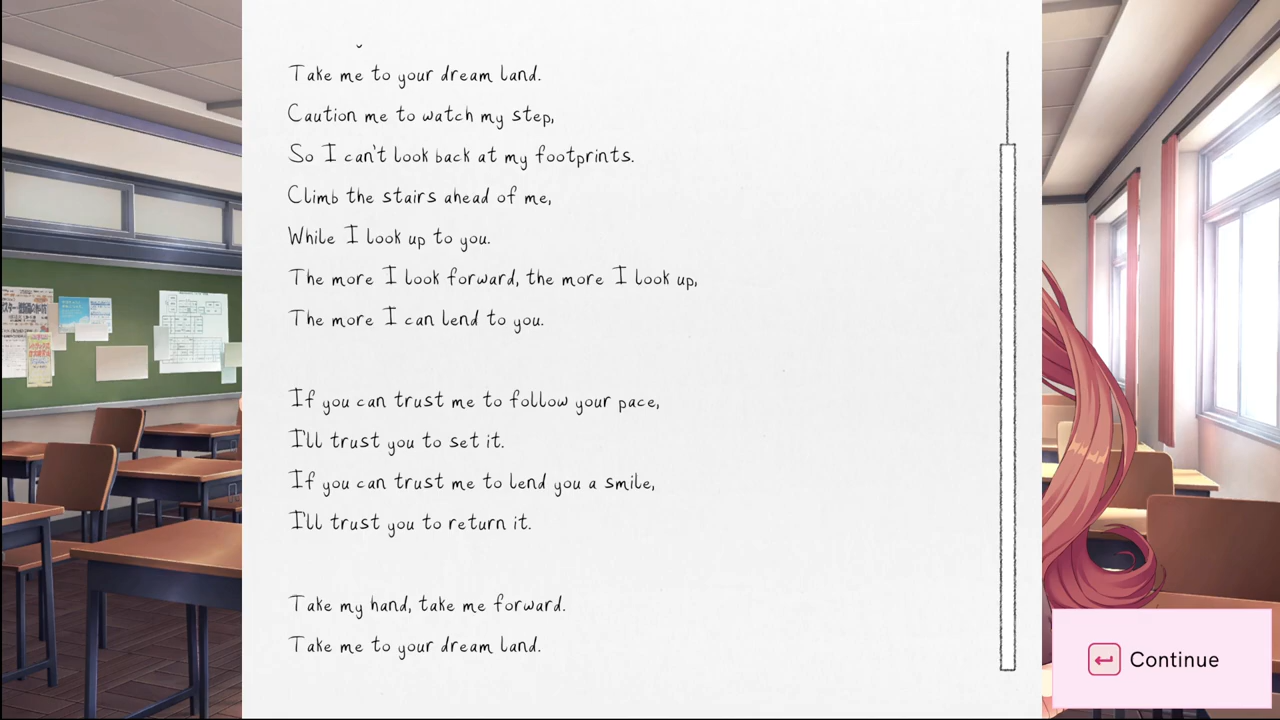 Take me to your dream land.
Caution me to watch my step,
So I can't look back at my footprints.
Climb the stairs ahead of me,
While I look up to you.
The more I look forward, the more I look up,
The more I can lend to you.
If you can trust me to follow your pace,
I'll trust you to set it.
If you can trust me to lend you a smile,
I'll trust you to return it.
Take my hand, take me forward.
Take me to your dream land.
Continue